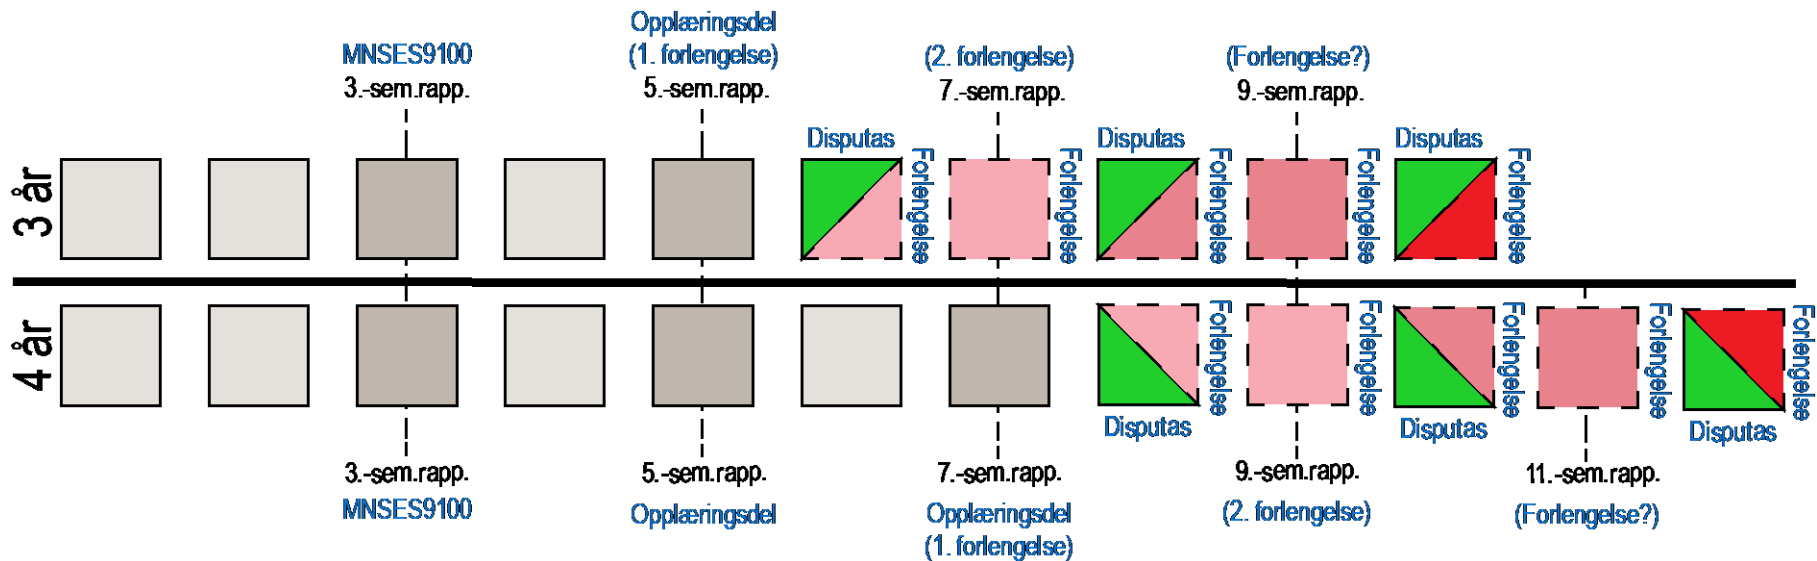 Opplæringsdel
MNSES9100
(1. forlengelse)
(2. forlengelse)
(Forlengelse?)
3.-sem.rapp.
5.-sem.rapp.
7.-sem.rapp.
9.-sem.rapp.
3 år
Disputas
Forlengelse
Forlengelse
Disputas
Forlengelse
Forlengelse
Disputas
Forlengelse
4 år
Forlengelse
Disputas
Forlengelse
Forlengelse
Disputas
Forlengelse
Forlengelse
Disputas
3.-sem.rapp.
5.-sem.rapp.
7.-sem.rapp.
9.-sem.rapp.
11.-sem.rapp.
MNSES9100
Opplæringsdel
Opplæringsdel
(1. forlengelse)
(2. forlengelse)
(Forlengelse?)